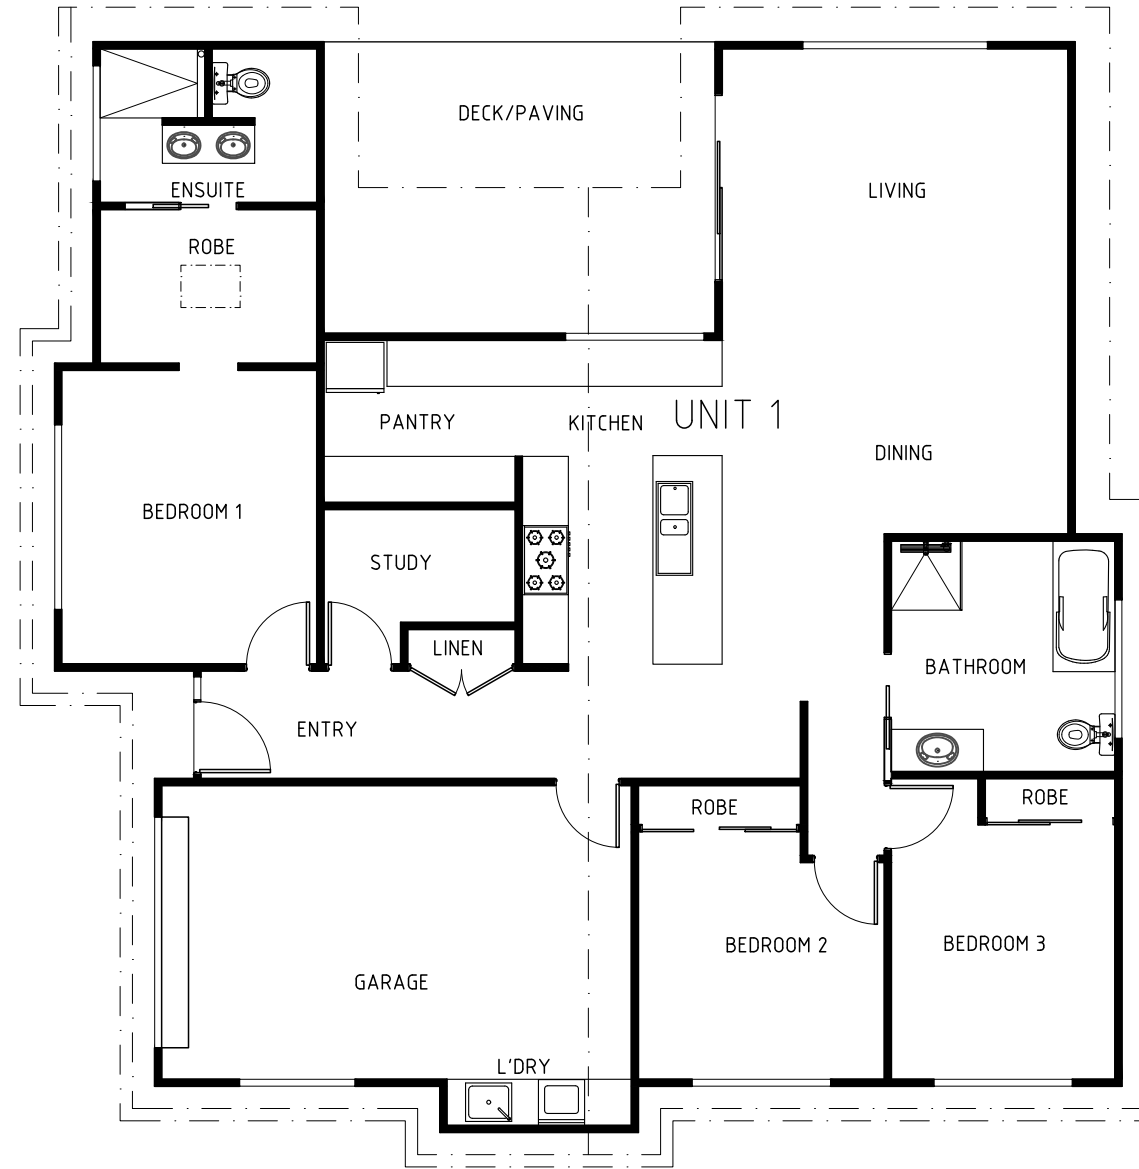 DECK/PAVING
ENSUITE
LIVING
ROBE
UNIT 1
PANTRY
KITCHEN
DINING
BEDROOM 1
STUDY
LINEN
BATHROOM
ENTRY
ROBE
ROBE
BEDROOM 2
BEDROOM 3
GARAGE
L'DRY